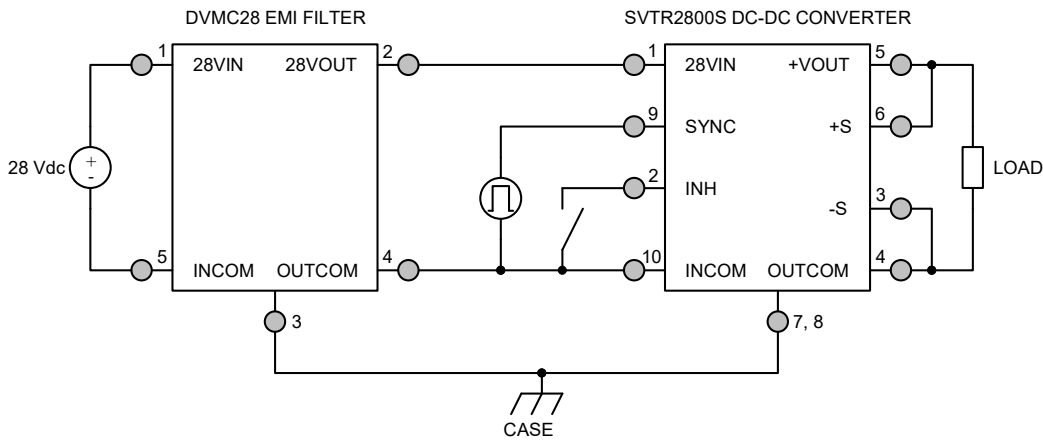 DVMC28 EMI FILTER
SVTR2800S DC-DC CONVERTER
1
28VIN
28VOUT
2
1
28VIN
+VOUT
5
9
SYNC
+S
6
28 Vdc
+
-
2
INH
LOAD
-S
3
5
INCOM
OUTCOM
4
10
INCOM
OUTCOM
4
3
7, 8
CASE